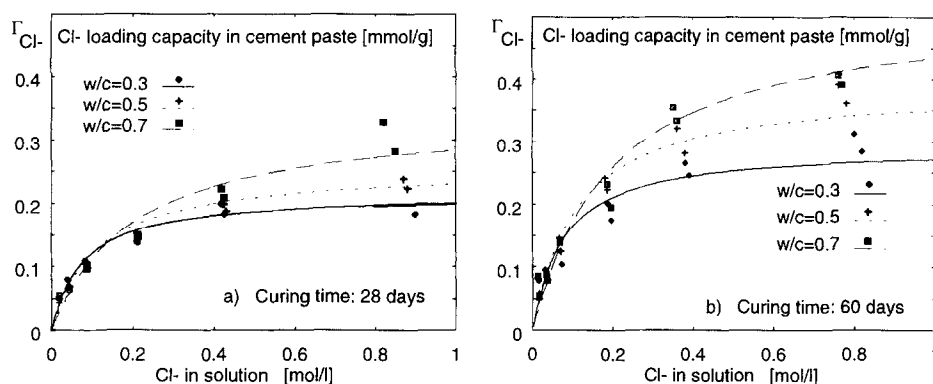 Γ Cl- Cl- loading capacity in cement paste [mmol/g]
0.4
0.3
0.2
0.1
0
w/c=0.3
w/c=0.5
w/c=0.7
a) Curing time: 28 days
0 0.2 0.4 0.6 0.8 1
Cl- in solution [mol/l]
Γ Cl- Cl- loading capacity in cement paste [mmol/g]
0.4
0.3
0.2
0.1
0
w/c=0.3
w/c=0.5
w/c=0.7
b) Curing time: 60 days
0 0.2 0.4 0.6 0.8 1
Cl- in solution [mol/l]